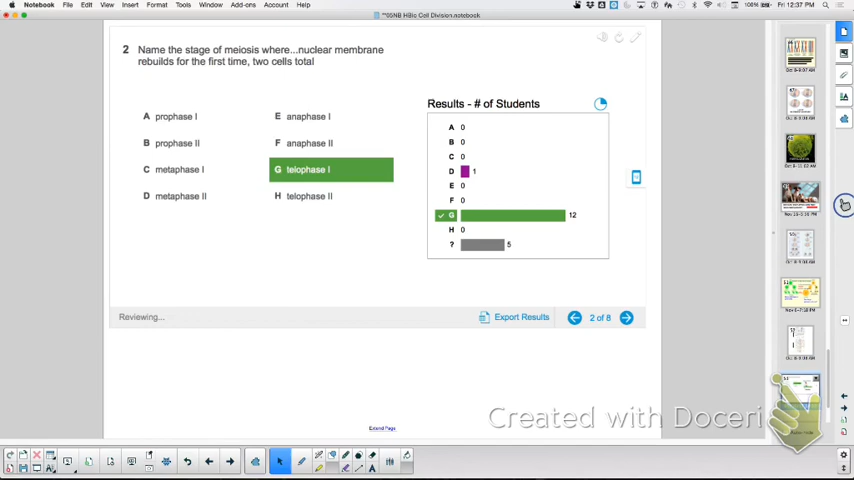 Notebook File Edit View Insert Format Tools Window Add-ons Account Help
100% Fri Oct 9 12:37 PM
**05NB HBio Cell Division.notebook
2 Name the stage of meiosis where...nuclear membrane
rebuilds for the first time, two cells total
A prophase I
B prophase II
C metaphase I
D metaphase II
E anaphase I
F anaphase II
G telophase I
H telophase II
Results - # of Students
A 0
B 0
C 0
D 1
E 0
F 0
G 12
H 0
? 5
Reviewing...
Export Results
2 of 8
Extend Page
Created with Doceri